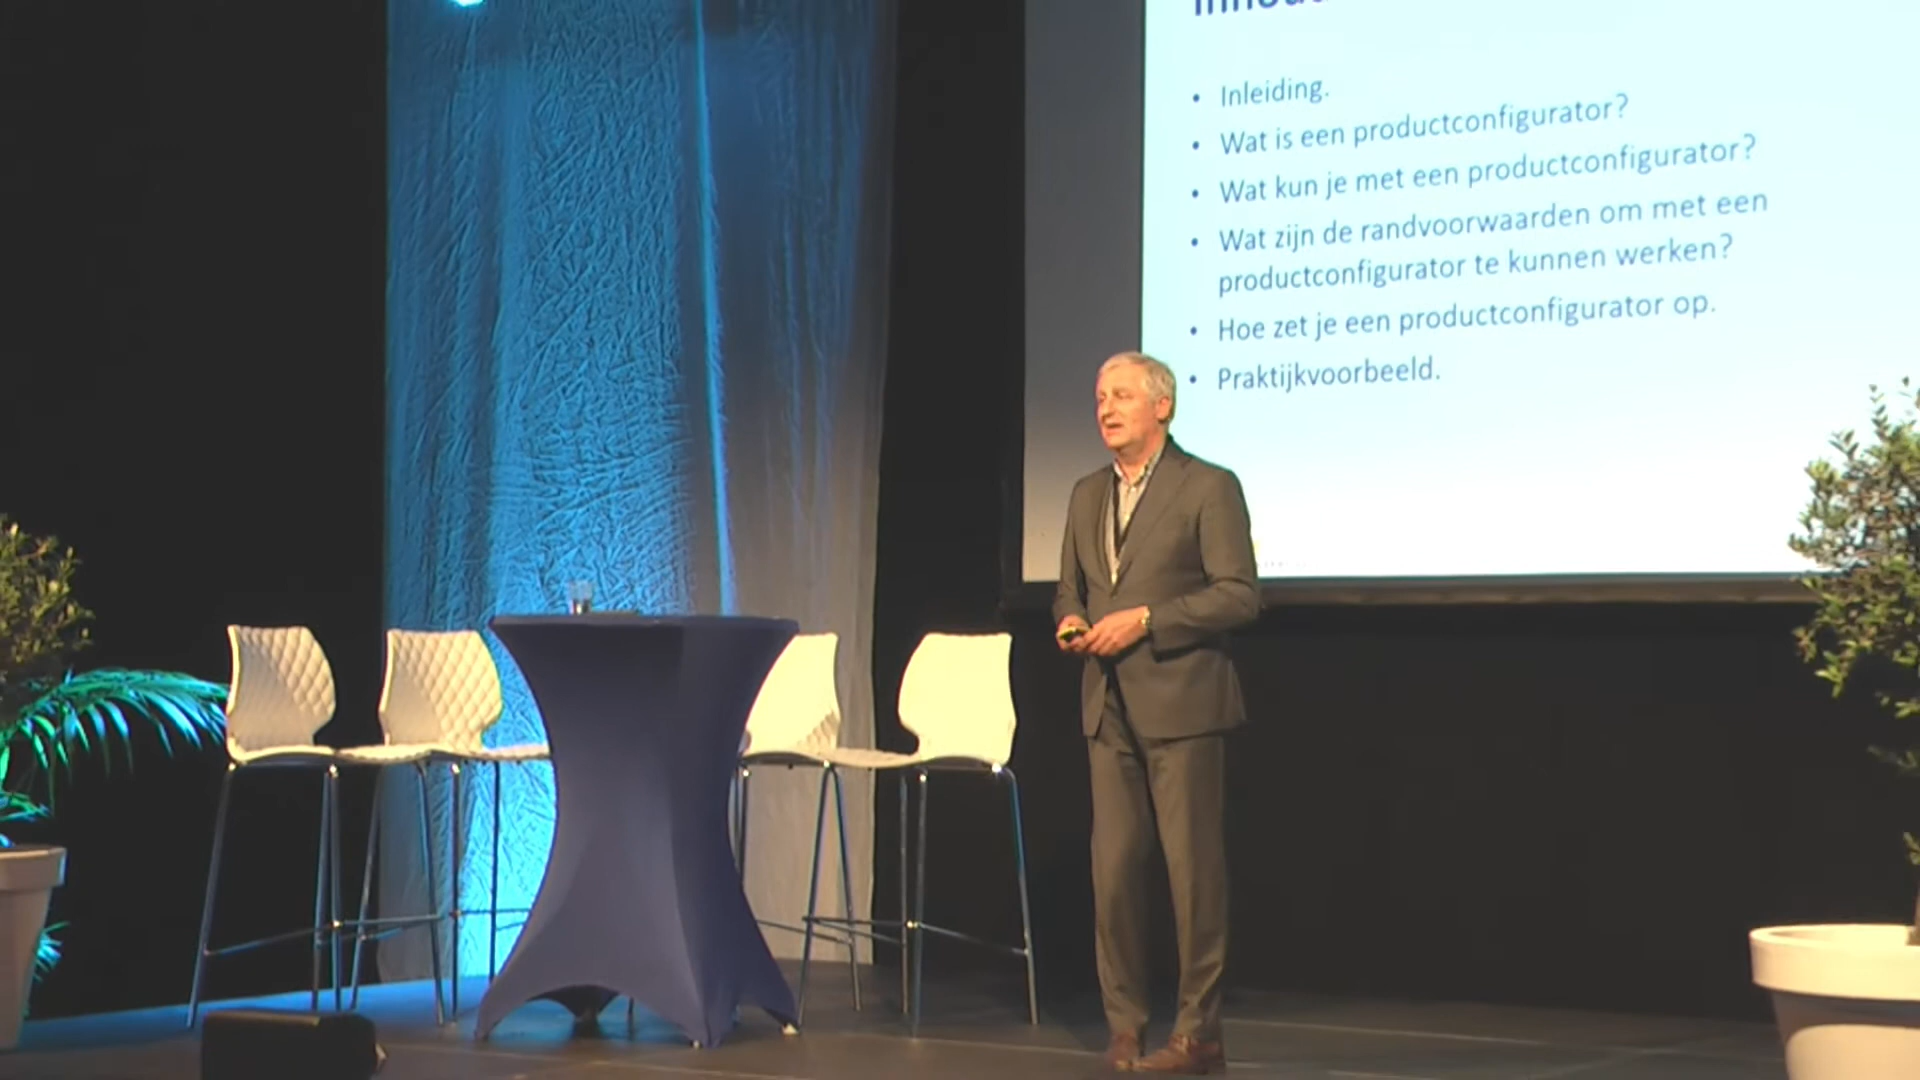 Inleiding.
Wat is een productconfigurator?
Wat kun je met een productconfigurator?
Wat zijn de randvoorwaarden om met een
productconfigurator te kunnen werken?
Hoe zet je een productconfigurator op.
Praktijkvoorbeeld.